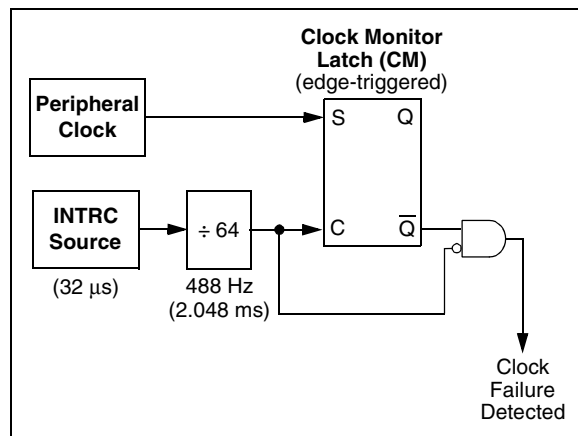 Clock Monitor
Latch (CM)
(edge-triggered)
Peripheral
Clock
S
Q
INTRC
Source
(32 μs)
÷ 64
488 Hz
(2.048 ms)
C
Q̅
Clock
Failure
Detected